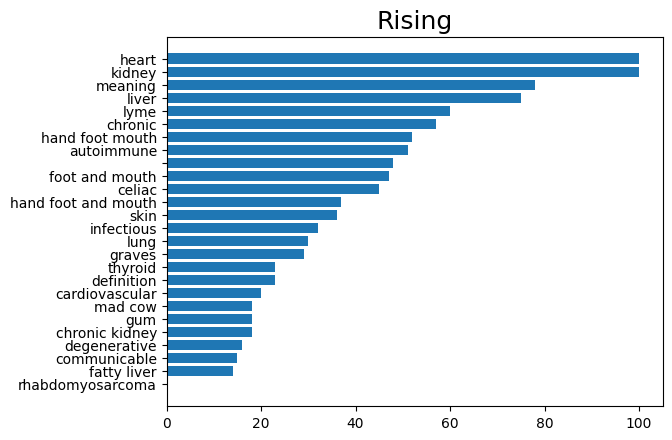 Rising
heart
kidney
meaning
liver
lyme
chronic
hand foot mouth
autoimmune
foot and mouth
celiac
hand foot and mouth
skin
infectious
lung
graves
thyroid
definition
cardiovascular
mad cow
gum
chronic kidney
degenerative
communicable
fatty liver
rhabdomyosarcoma
0 20 40 60 80 100